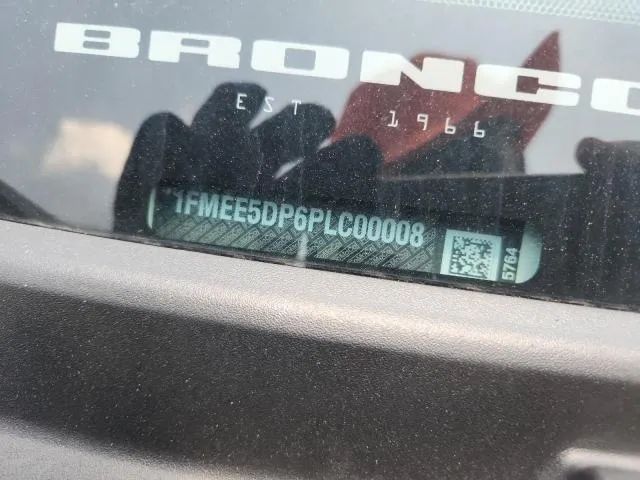 BRONCO
EST 1966
*1FMEE5DP6PLC00008
5764